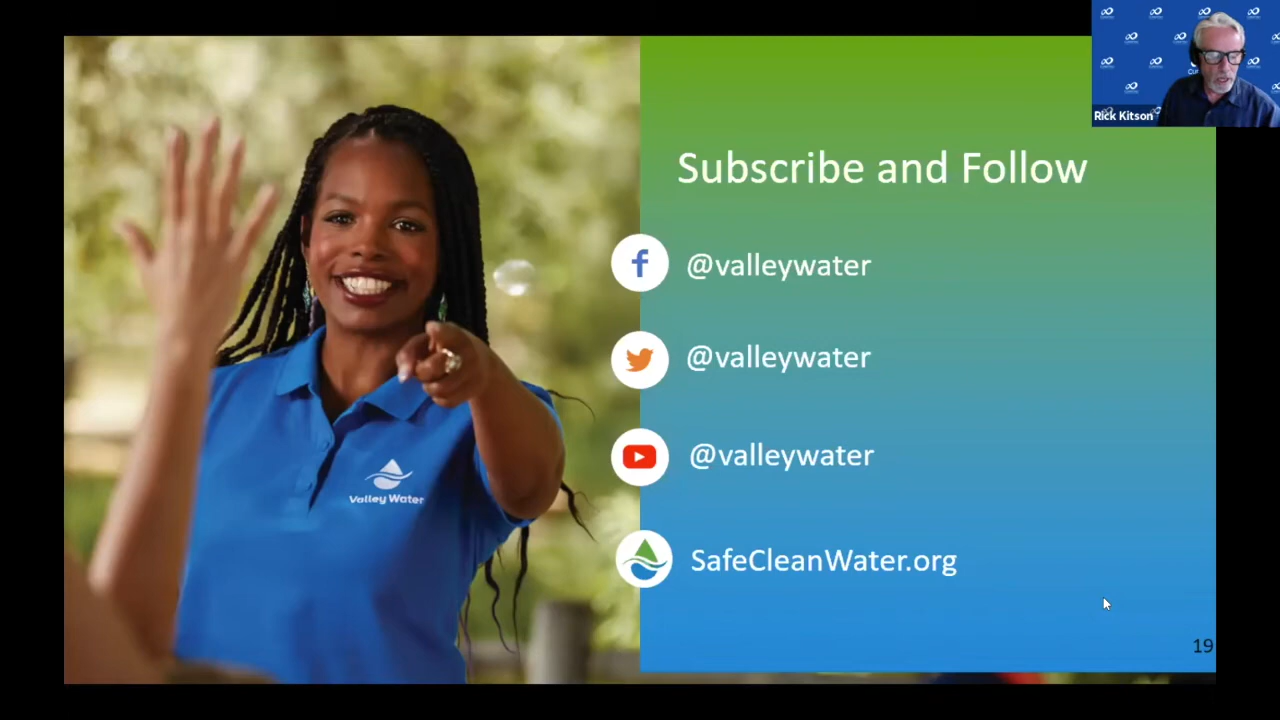 Rick Kitson
Subscribe and Follow
@valleywater
@valleywater
@valleywater
SafeCleanWater.org
Valley Water
19